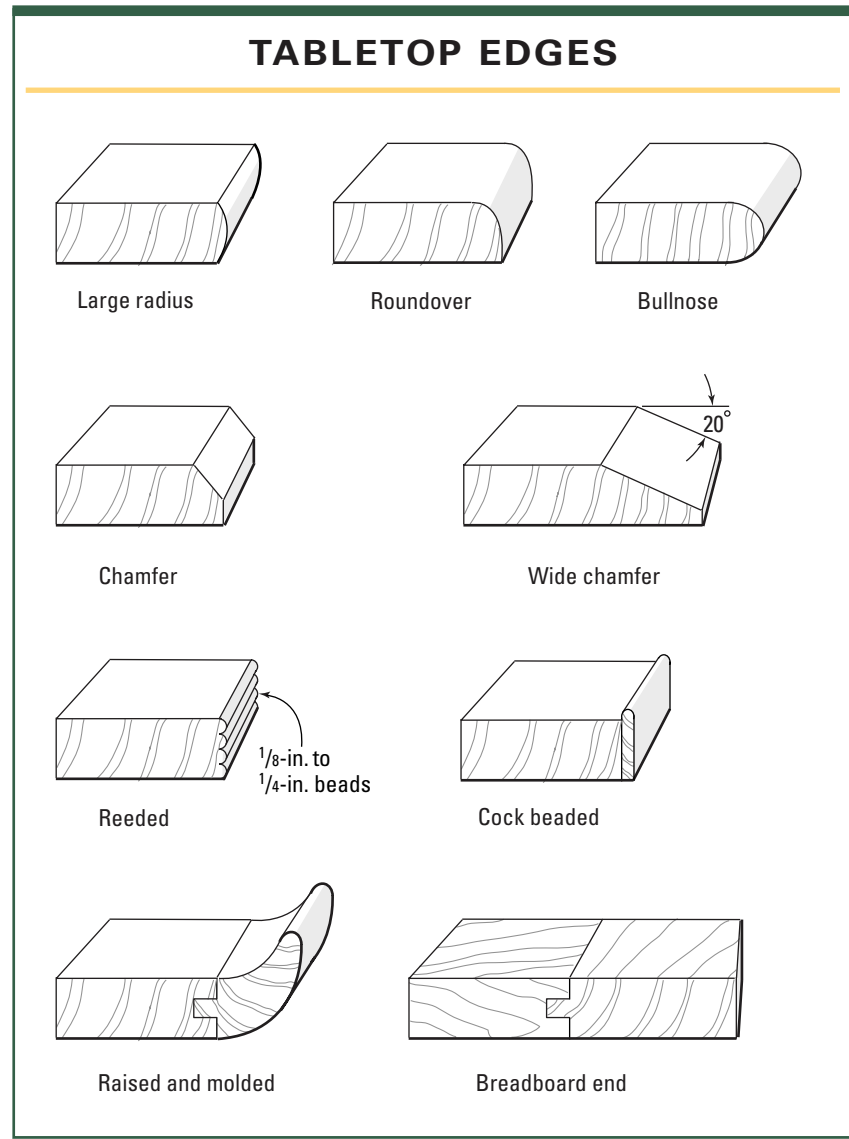 TABLETOP EDGES
Large radius
Roundover
Bullnose
20°
Chamfer
Wide chamfer
1/8-in. to
1/4-in. beads
Reeded
Cock beaded
Raised and molded
Breadboard end